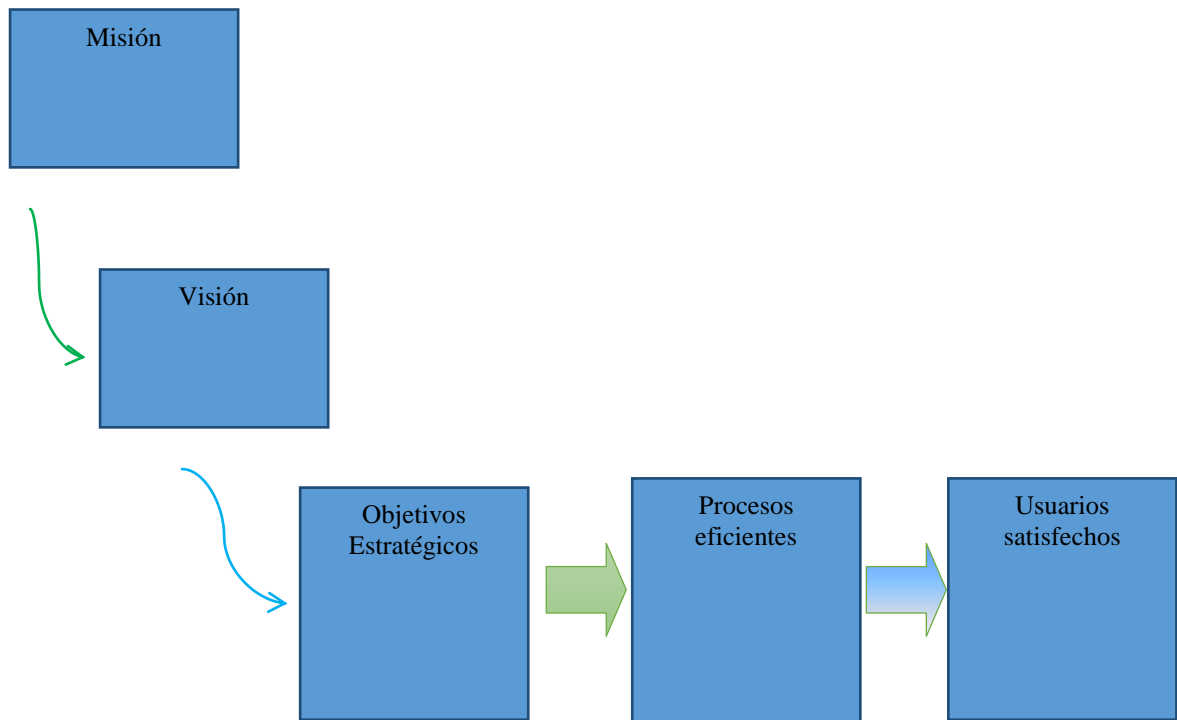 Misión
Visión
Objetivos
Estratégicos
Procesos
eficientes
Usuarios
satisfechos